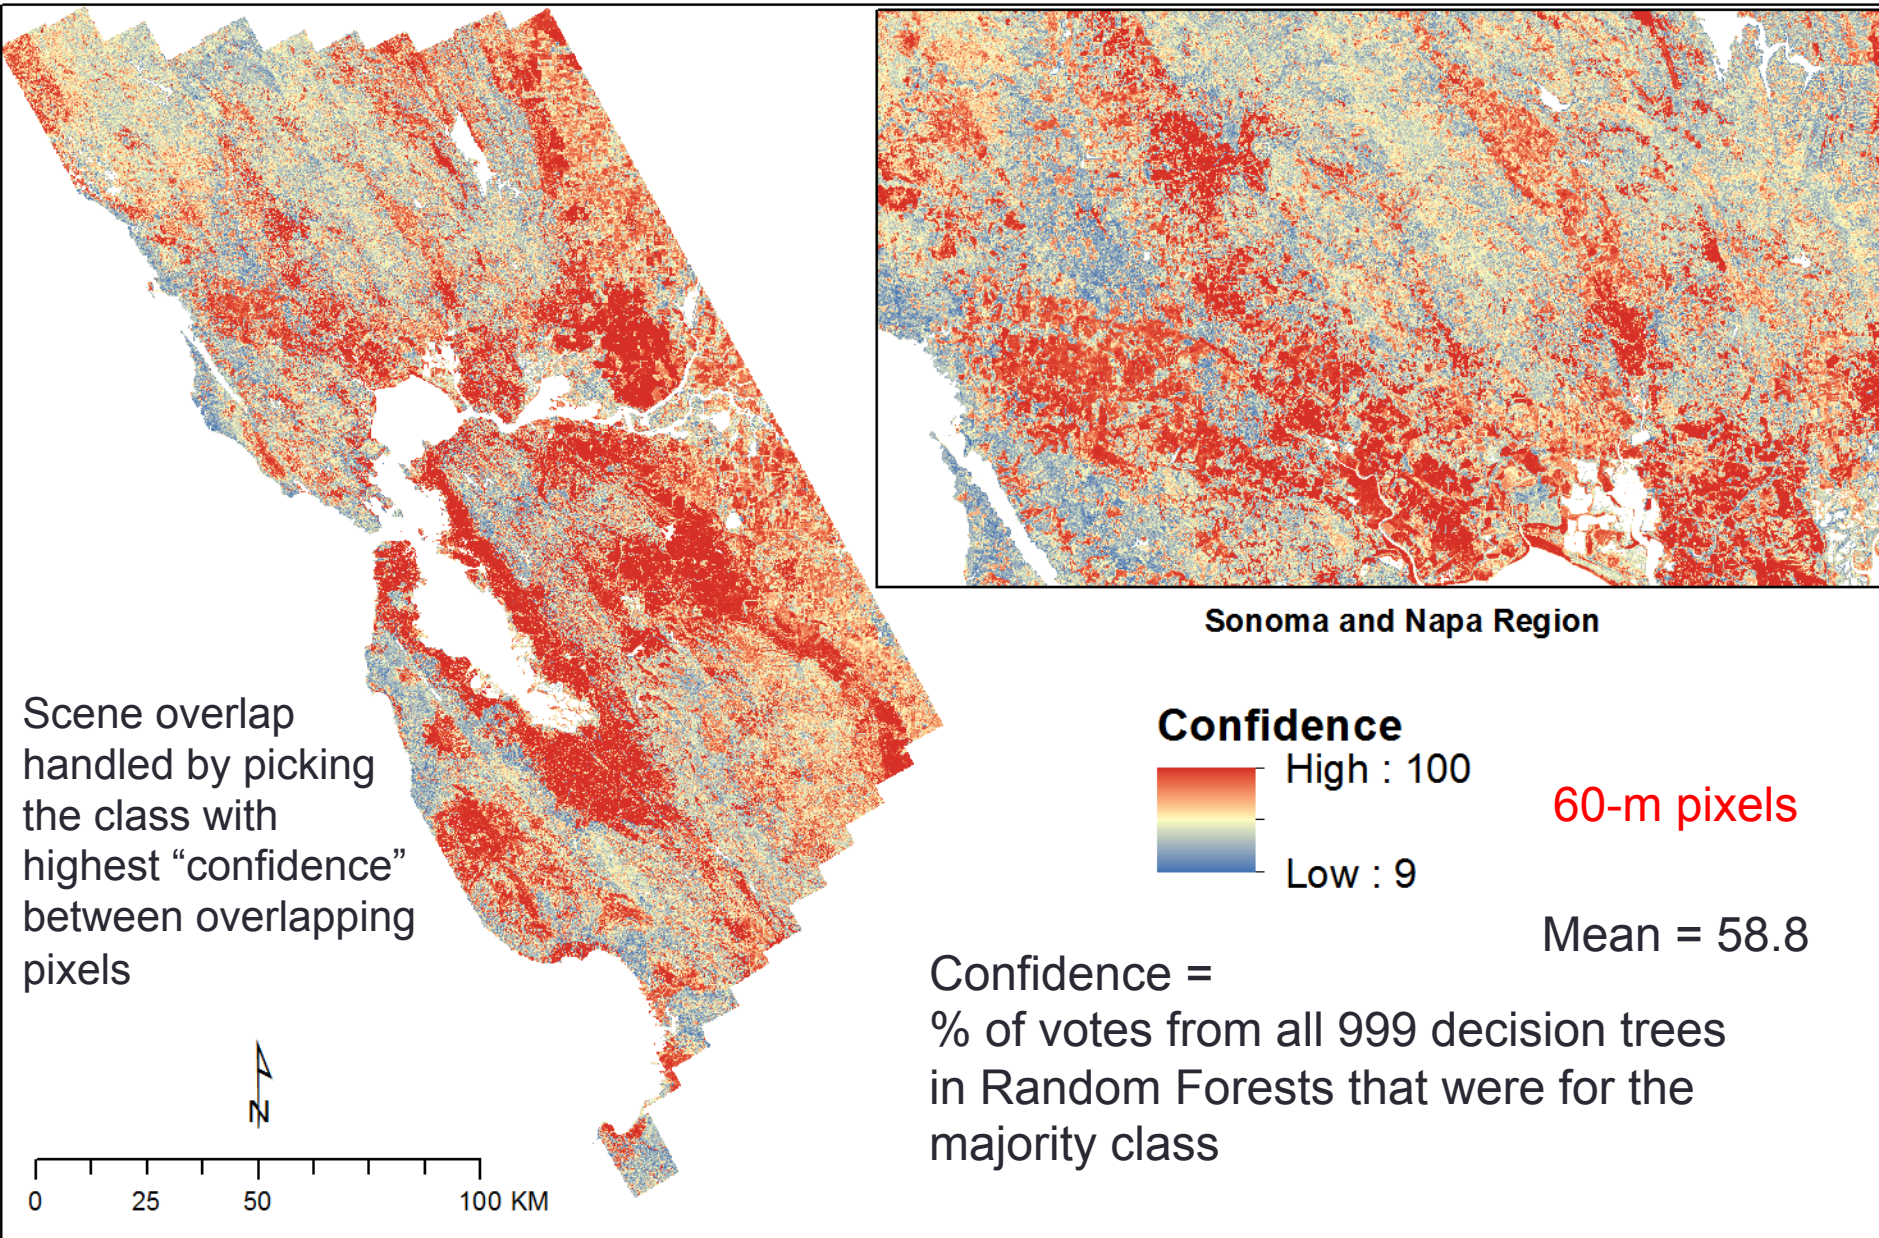 Sonoma and Napa Region
Scene overlap
handled by picking
the class with
highest “confidence”
between overlapping
pixels
Confidence
High : 100
Low : 9
60-m pixels
Mean = 58.8
Confidence =
% of votes from all 999 decision trees
in Random Forests that were for the
majority class
N
0 25 50 100 KM